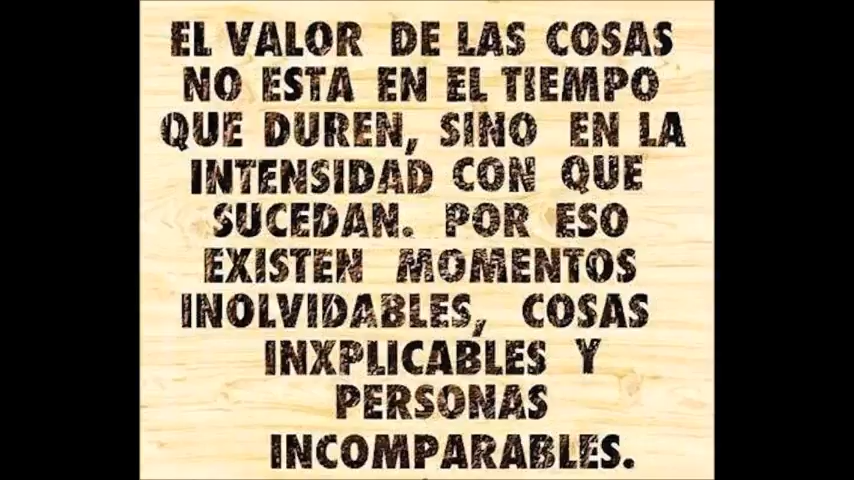 EL VALOR DE LAS COSAS
NO ESTA EN EL TIEMPO
QUE DUREN, SINO EN LA
INTENSIDAD CON QUE
SUCEDAN. POR ESO
EXISTEN MOMENTOS
INOLVIDABLES, COSAS
INXPLICABLES Y
PERSONAS
INCOMPARABLES.